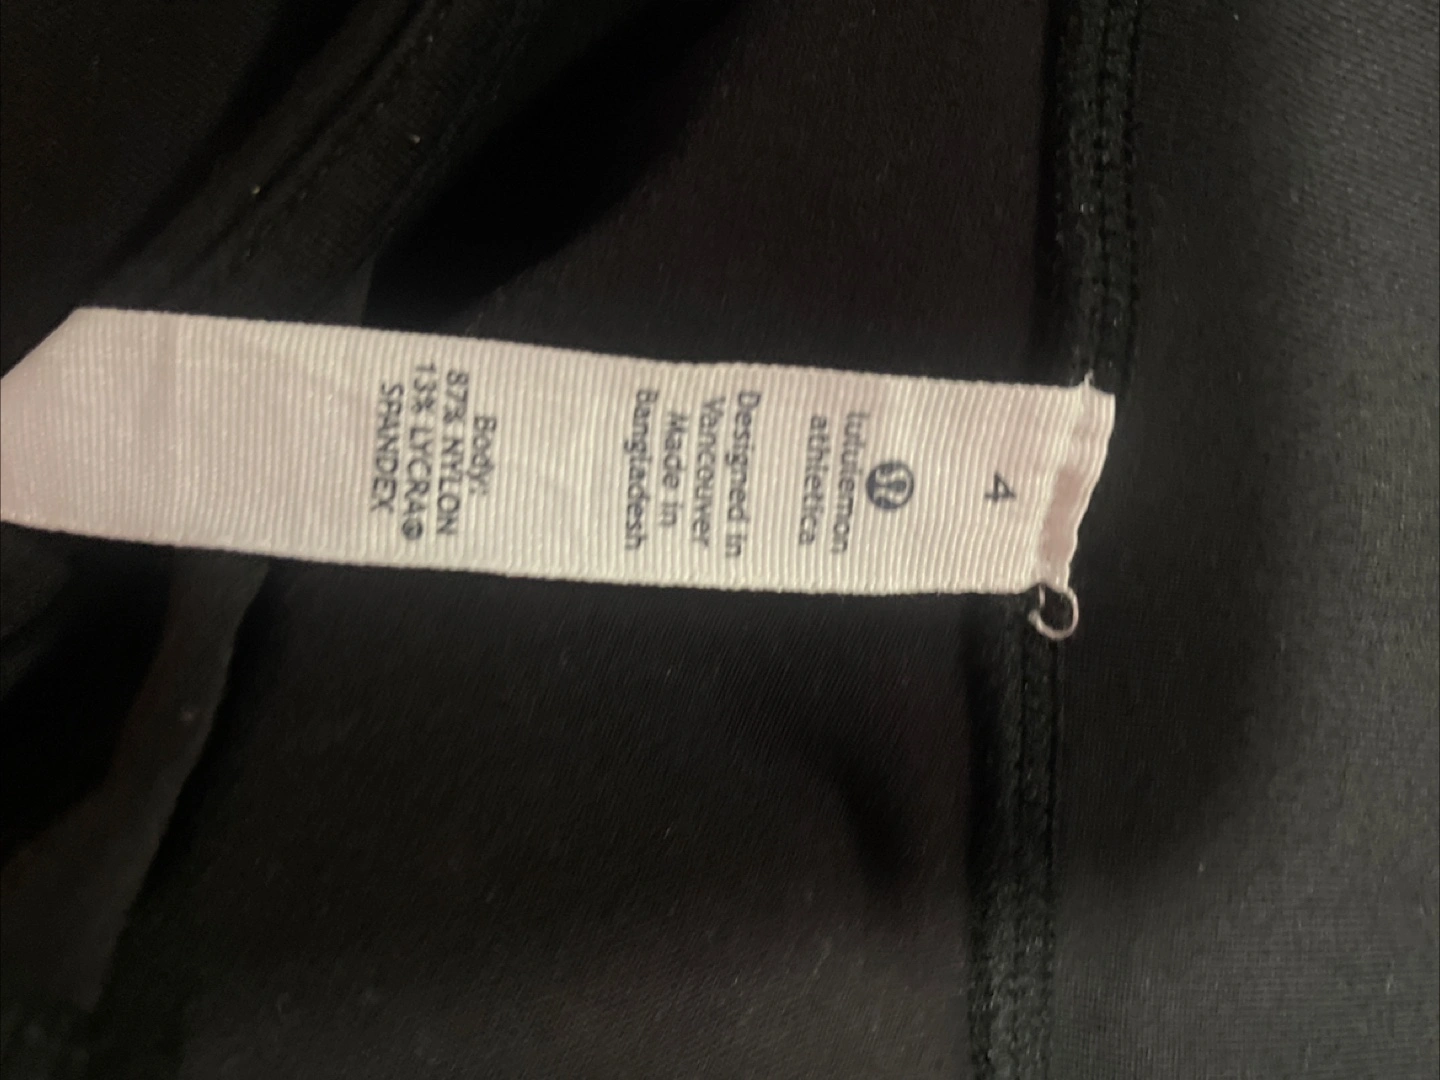 4
lululemon
athletica
Designed in
Vancouver
Made in
Bangladesh
Body:
87% NYLON
13% LYCRA®
SPANDEX